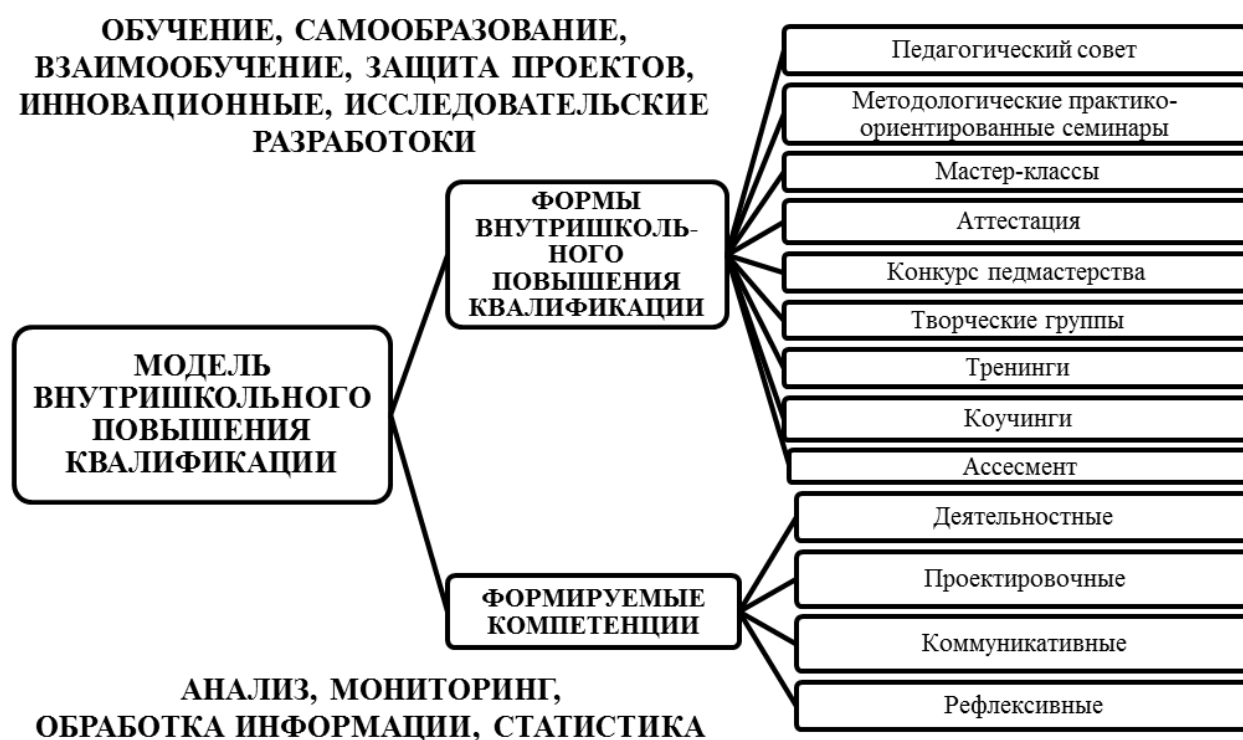 ОБУЧЕНИЕ, САМООБРАЗОВАНИЕ,
ВЗАИМООБУЧЕНИЕ, ЗАЩИТА ПРОЕКТОВ,
ИННОВАЦИОННЫЕ, ИССЛЕДОВАТЕЛЬСКИЕ
РАЗРАБОТОКИ
МОДЕЛЬ
ВНУТРИШКОЛЬНОГО
ПОВЫШЕНИЯ
КВАЛИФИКАЦИИ
ФОРМЫ
ВНУТРИШКОЛЬ-
НОГО
ПОВЫШЕНИЯ
КВАЛИФИКАЦИИ
Педагогический совет
Методологические практико-
ориентированные семинары
Мастер-классы
Аттестация
Конкурс педмастерства
Творческие группы
Тренинги
Коучинги
Ассесмент
ФОРМИРУЕМЫЕ
КОМПЕТЕНЦИИ
Деятельностные
Проектировочные
Коммуникативные
Рефлексивные
АНАЛИЗ, МОНИТОРИНГ,
ОБРАБОТКА ИНФОРМАЦИИ, СТАТИСТИКА